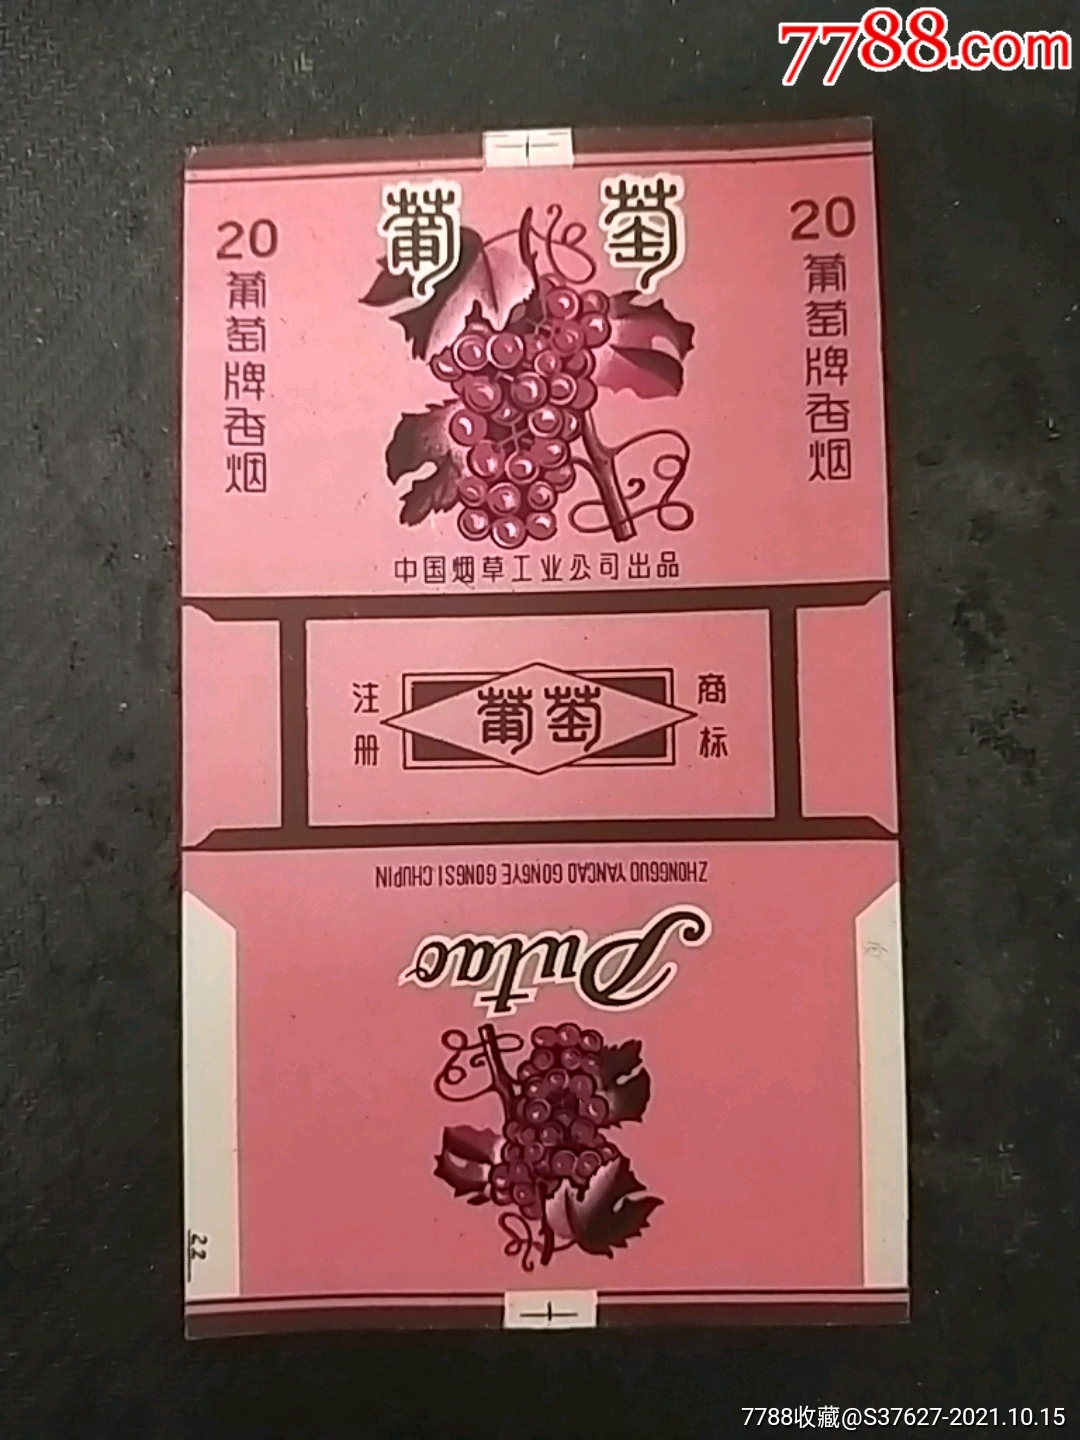 7788.com
葡萄
20
葡萄牌香烟
20
葡萄牌香烟
中国烟草工业公司出品
注册
葡萄
商标
ZHONGGUO YANCAO GONGYE GONGSI CHUPIN
Putao
22
7788收藏@S37627-2021.10.15